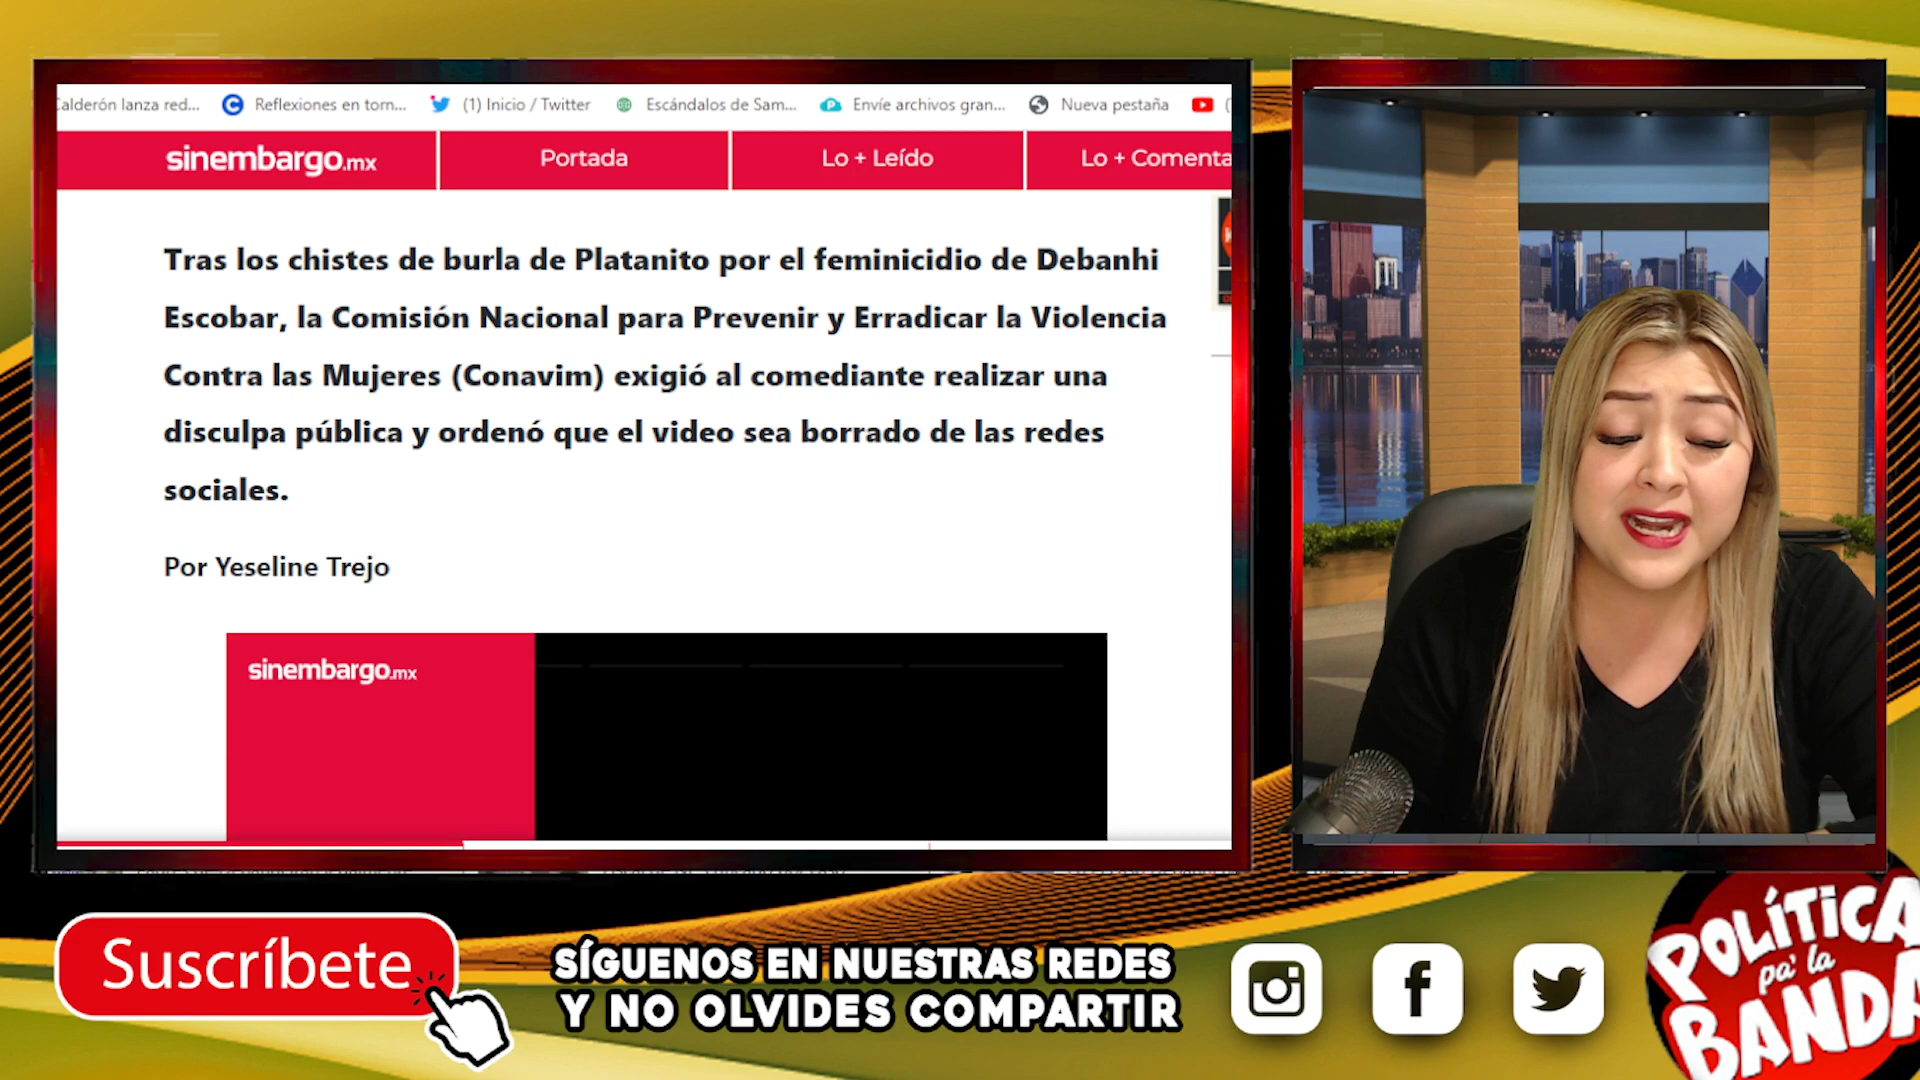 Calderón lanza red...
Reflexiones en torn...
(1) Inicio / Twitter
Escándalos de Sam...
Envíe archivos gran...
Nueva pestaña
sinembargo.mx
Portada
Lo + Leído
Lo + Comenta
Tras los chistes de burla de Platanito por el feminicidio de Debanhi
Escobar, la Comisión Nacional para Prevenir y Erradicar la Violencia
Contra las Mujeres (Conavim) exigió al comediante realizar una
disculpa pública y ordenó que el video sea borrado de las redes
sociales.
Por Yeseline Trejo
sinembargo.mx
Suscríbete
SÍGUENOS EN NUESTRAS REDES
Y NO OLVIDES COMPARTIR
POLÍTICA
pa' la
BANDA